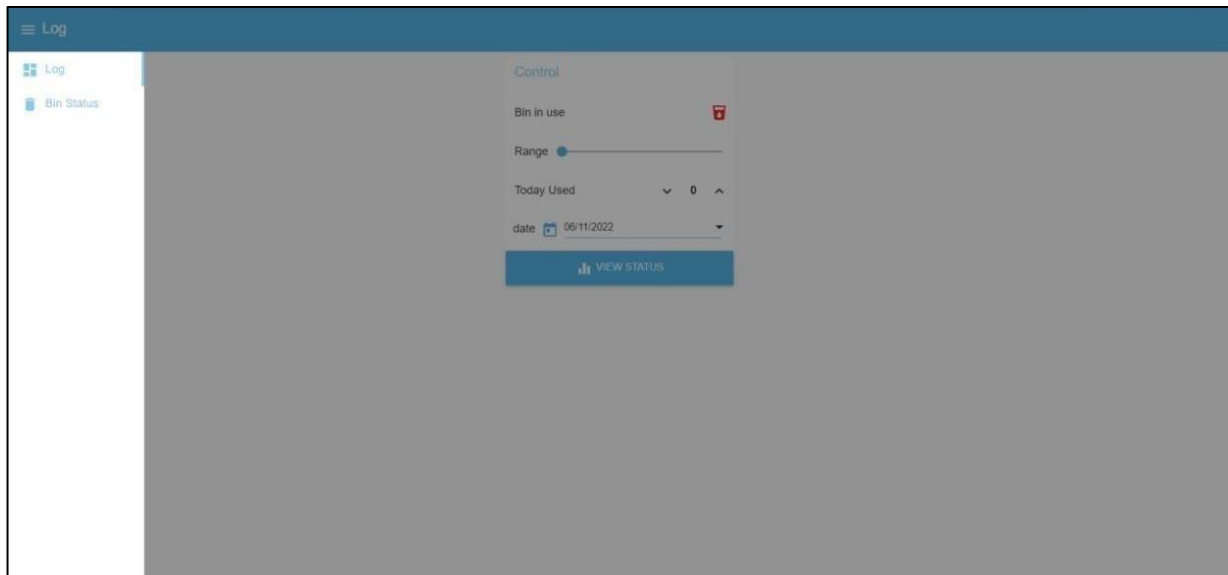 Log
Log
Bin Status
Control
Bin in use
Range
Today Used 0
date 06/11/2022
VIEW STATUS